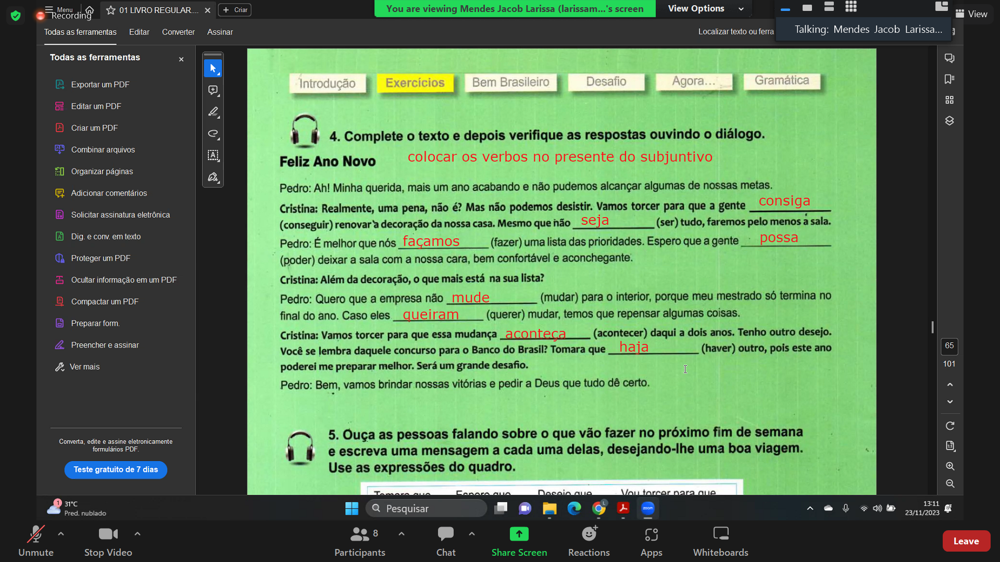 Menu
Recording
01 LIVRO REGULAR....
Criar
You are viewing Mendes Jacob Larissa (larissam...'s screen
View Options
View
Talking: Mendes Jacob Larissa...
Todas as ferramentas
Editar
Converter
Assinar
Localizar texto ou ferra
Todas as ferramentas
Exportar um PDF
Editar um PDF
Criar um PDF
Combinar arquivos
Organizar páginas
Adicionar comentários
Solicitar assinatura eletrônica
Dig. e conv. em texto
Proteger um PDF
Ocultar informação em um PDF
Compactar um PDF
Preparar form.
Preencher e assinar
Ver mais
Converta, edite e assine eletronicamente
formulários PDF.
Teste gratuito de 7 dias
Introdução
Exercícios
Bem Brasileiro
Desafio
Agora...
Gramática
4. Complete o texto e depois verifique as respostas ouvindo o diálogo.
Feliz Ano Novo
colocar os verbos no presente do subjuntivo
Pedro: Ah! Minha querida, mais um ano acabando e não pudemos alcançar algumas de nossas metas.
Cristina: Realmente, uma pena, não é? Mas não podemos desistir. Vamos torcer para que a gente consiga
(conseguir) renovar a decoração da nossa casa. Mesmo que não seja (ser) tudo, faremos pelo menos a sala.
Pedro: É melhor que nós façamos (fazer) uma lista das prioridades. Espero que a gente possa
(poder) deixar a sala com a nossa cara, bem confortável e aconchegante.
Cristina: Além da decoração, o que mais está na sua lista?
Pedro: Quero que a empresa não mude (mudar) para o interior, porque meu mestrado só termina no
final do ano. Caso eles queiram (querer) mudar, temos que repensar algumas coisas.
Cristina: Vamos torcer para que essa mudança aconteça (acontecer) daqui a dois anos. Tenho outro desejo.
Você se lembra daquele concurso para o Banco do Brasil? Tomara que haja (haver) outro, pois este ano
poderei me preparar melhor. Será um grande desafio.
Pedro: Bem, vamos brindar nossas vitórias e pedir a Deus que tudo dê certo.
5. Ouça as pessoas falando sobre o que vão fazer no próximo fim de semana
e escreva uma mensagem a cada uma delas, desejando-lhe uma boa viagem.
Use as expressões do quadro.
Tomara que Espero que Desejo que Vou torcer para que
65
101
1
31°C
Pred. nublado
Pesquisar
L
zoom
13:11
23/11/2023
Unmute
Stop Video
8
Participants
Chat
Share Screen
Reactions
Apps
Whiteboards
Leave